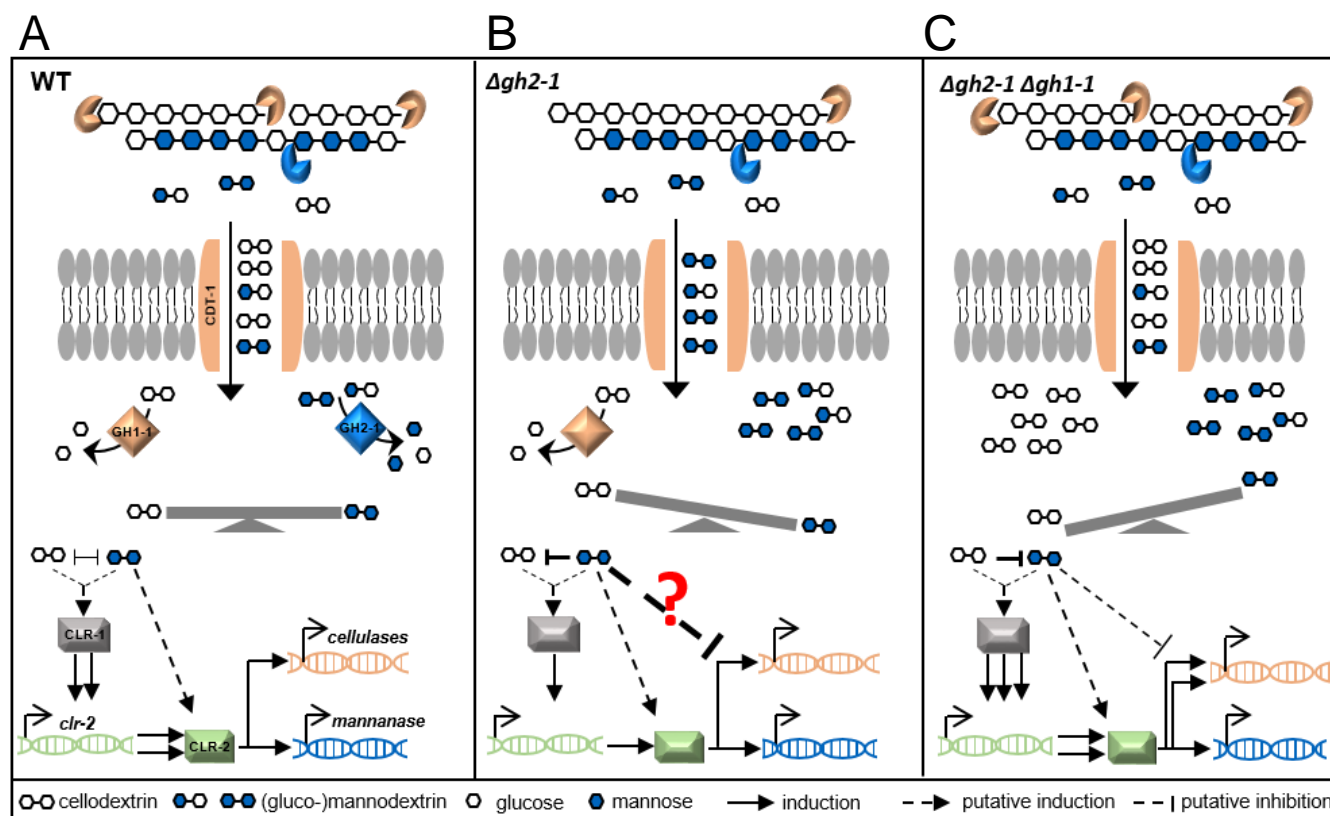 A
B
C
WT
Δgh2-1
Δgh2-1 Δgh1-1
CDT-1
GH1-1
GH2-1
?
CLR-1
cellulases
clr-2
CLR-2
mannanase
cellodextrin (gluco-)mannodextrin glucose mannose induction putative induction putative inhibition